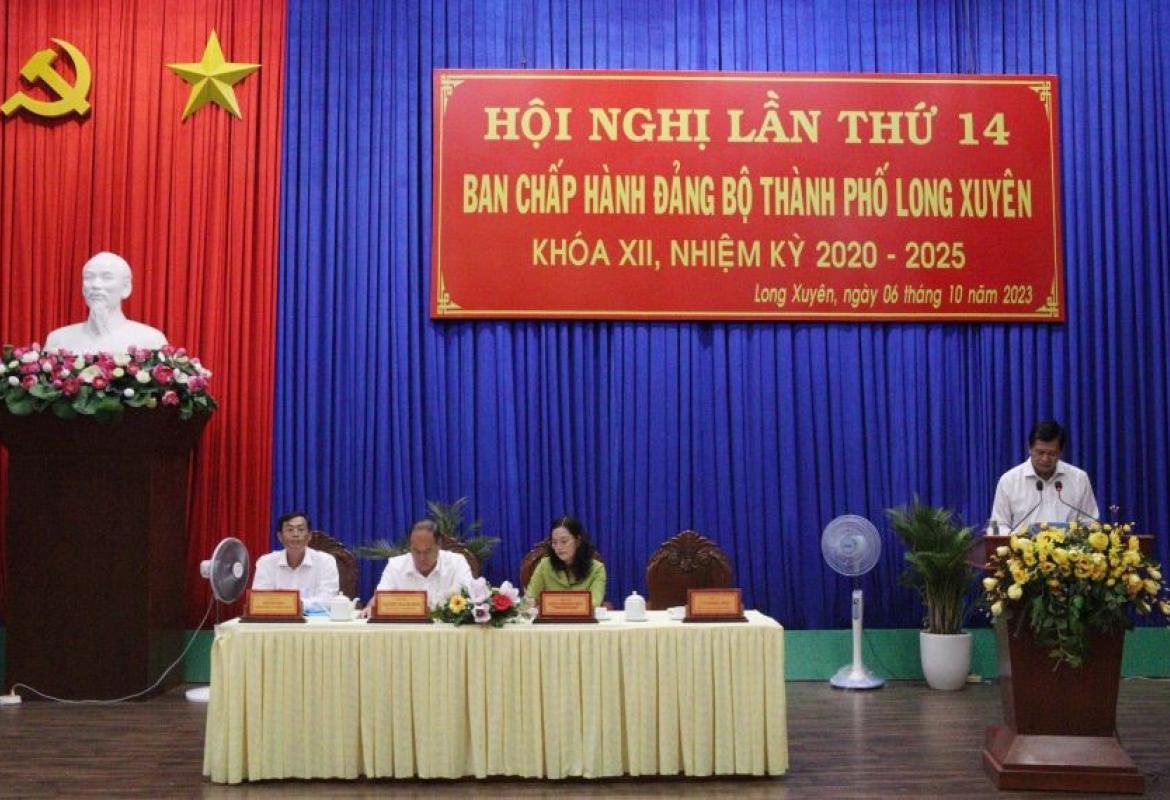 HỘI NGHỊ LẦN THỨ 14
BAN CHẤP HÀNH ĐẢNG BỘ THÀNH PHỐ LONG XUYÊN
KHÓA XII, NHIỆM KỲ 2020 - 2025
Long Xuyên, ngày 06 tháng 10 năm 2023